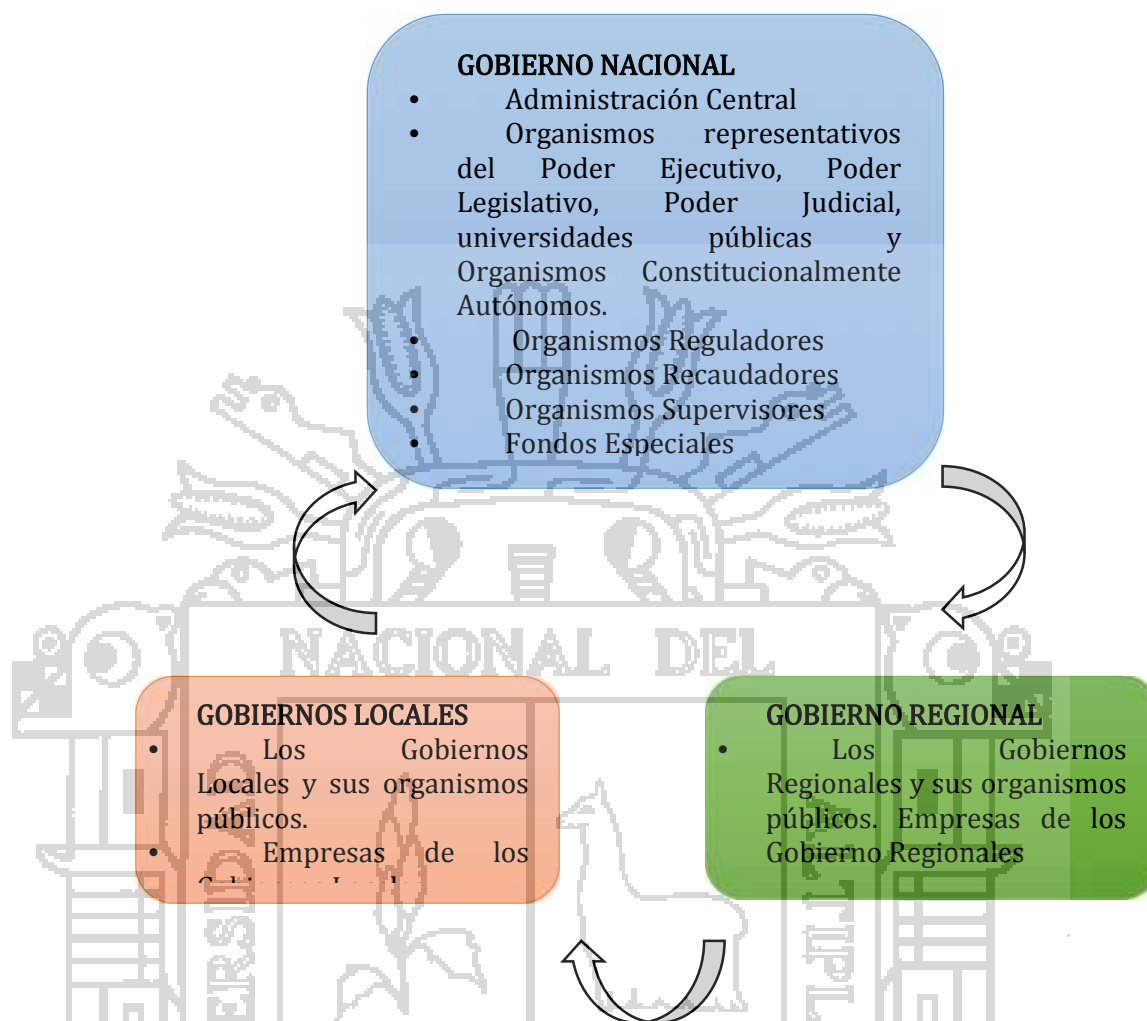 GOBIERNO NACIONAL
• Administración Central
• Organismos representativos
del Poder Ejecutivo, Poder
Legislativo, Poder Judicial,
universidades públicas y
Organismos Constitucionalmente
Autónomos.
• Organismos Reguladores
• Organismos Recaudadores
• Organismos Supervisores
• Fondos Especiales
NACIONAL DEL
GOBIERNOS LOCALES
• Los Gobiernos
Locales y sus organismos
públicos.
• Empresas de los
GOBIERNO REGIONAL
• Los Gobiernos
Regionales y sus organismos
públicos. Empresas de los
Gobierno Regionales